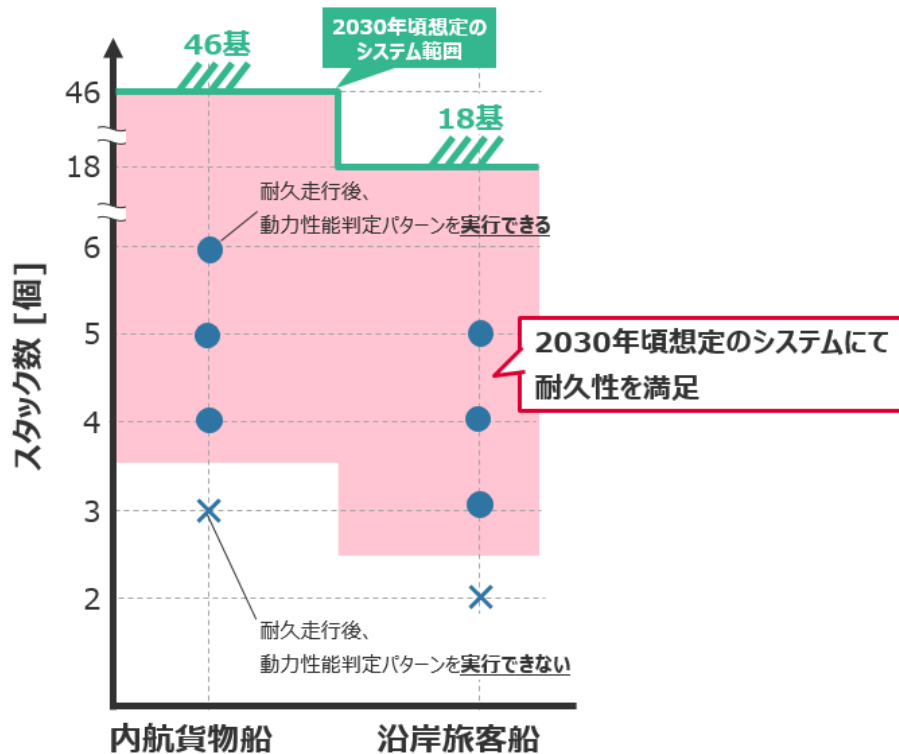 2030年頃想定の
システム範囲
46基
46
18基
18
耐久走行後、
動力性能判定パターンを実行できる
6
5
2030年頃想定のシステムにて
耐久性を満足
4
3
2
耐久走行後、
動力性能判定パターンを実行できない
スタック数 [個]
内航貨物船
沿岸旅客船